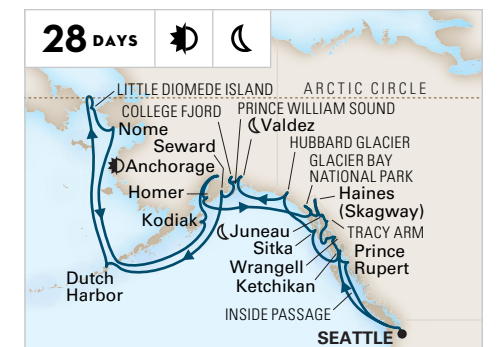 28 DAYS
LITTLE DIOMEDE ISLAND
ARCTIC CIRCLE
COLLEGE FJORD
PRINCE WILLIAM SOUND
Nome
Valdez
Seward
HUBBARD GLACIER
Anchorage
GLACIER BAY
NATIONAL PARK
Homer
Haines
(Skagway)
Kodiak
Juneau
TRACY ARM
Sitka
Prince
Rupert
Wrangell
Ketchikan
Dutch
Harbor
INSIDE PASSAGE
SEATTLE